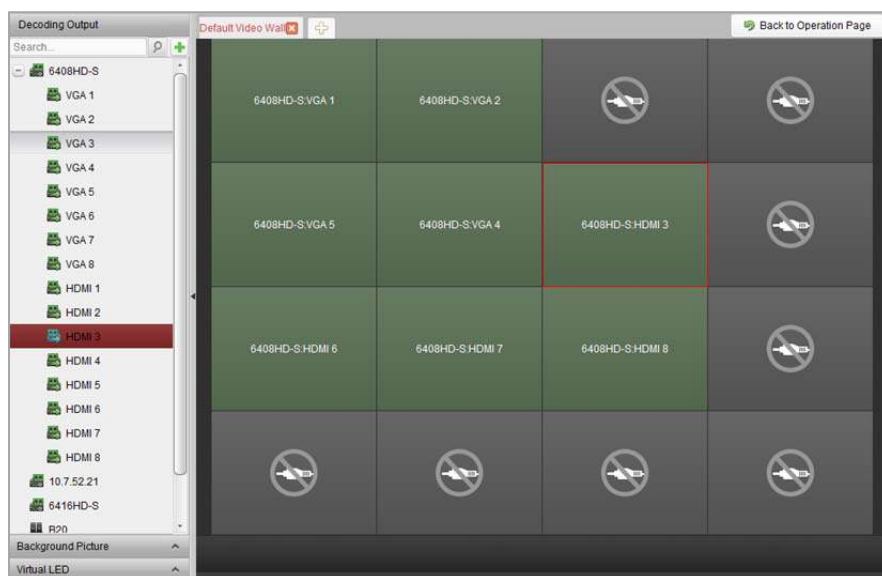 Decoding Output
Search...
6408HD-S
VGA 1
VGA 2
VGA 3
VGA 4
VGA 5
VGA 6
VGA 7
VGA 8
HDMI 1
HDMI 2
HDMI 3
HDMI 4
HDMI 5
HDMI 6
HDMI 7
HDMI 8
10.7.52.21
6416HD-S
B20
Background Picture
Virtual LED
Default Video Wall
Back to Operation Page
6408HD-S:VGA 1
6408HD-S:VGA 2
6408HD-S:VGA 5
6408HD-S:VGA 4
6408HD-S:HDMI 3
6408HD-S:HDMI 6
6408HD-S:HDMI 7
6408HD-S:HDMI 8